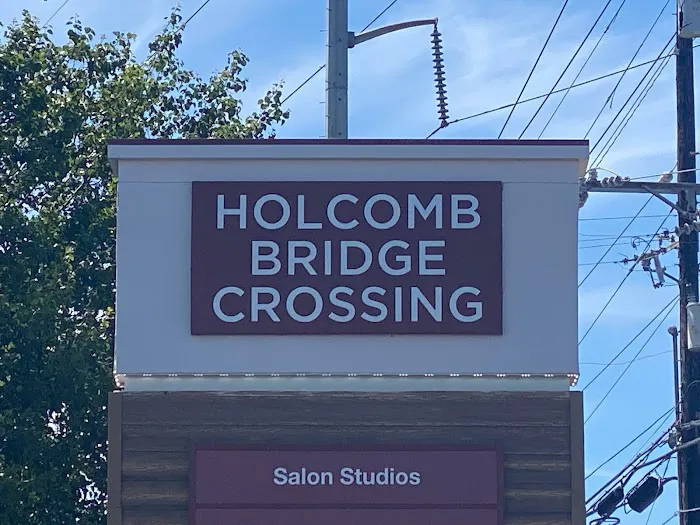 HOLCOMB
BRIDGE
CROSSING
Salon Studios